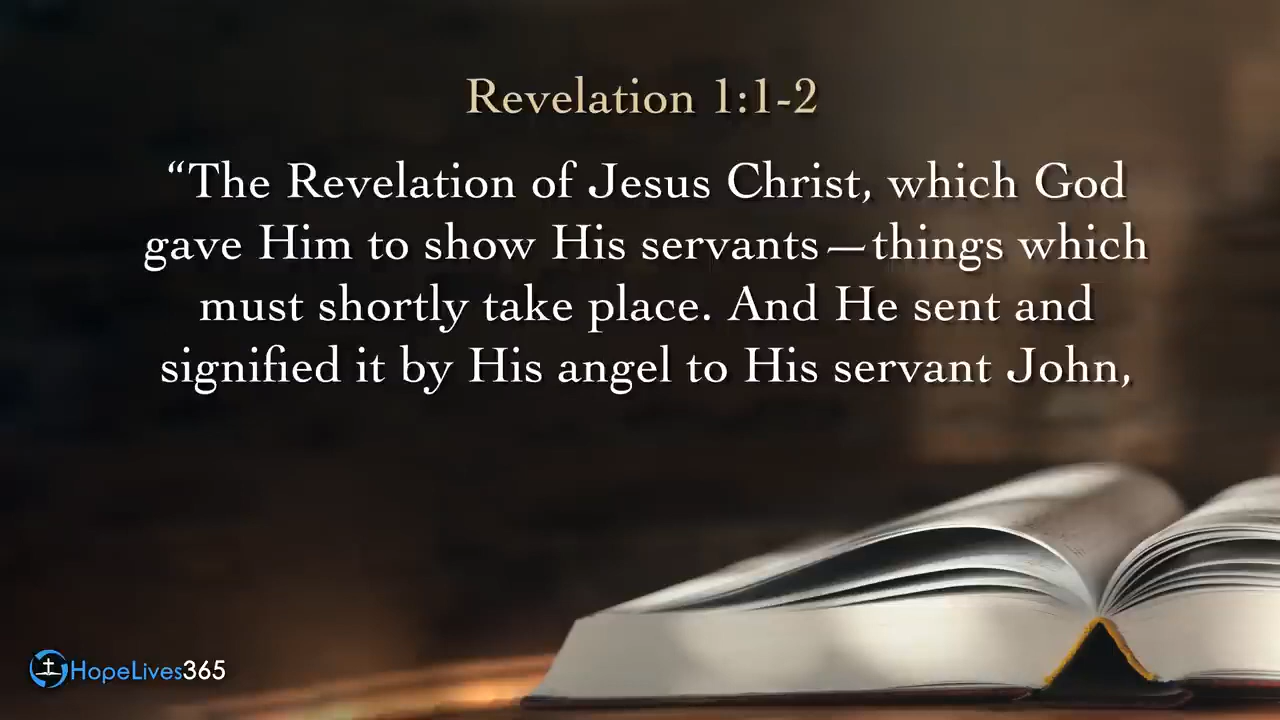 Revelation 1:1-2
“The Revelation of Jesus Christ, which God
gave Him to show His servants—things which
must shortly take place. And He sent and
signified it by His angel to His servant John,
HopeLives365